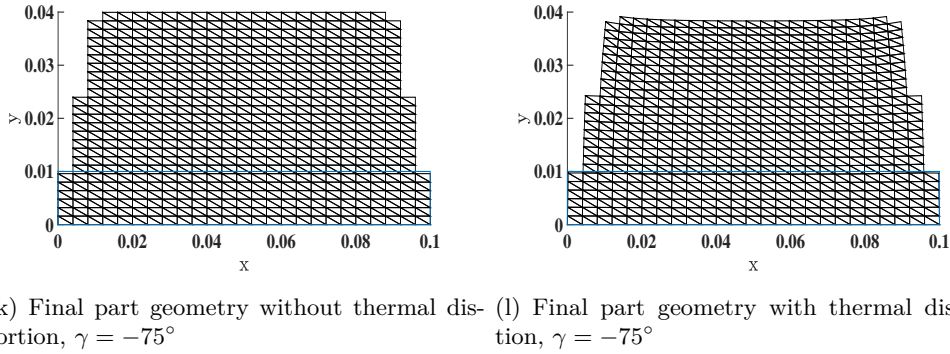 0.04
0.03
0.02
0.01
0
y
0 0.02 0.04 0.06 0.08 0.1
x
0.04
0.03
0.02
0.01
0
y
0 0.02 0.04 0.06 0.08 0.1
x
k) Final part geometry without thermal dis-
ortion, γ = −75°
(l) Final part geometry with thermal dis
tion, γ = −75°